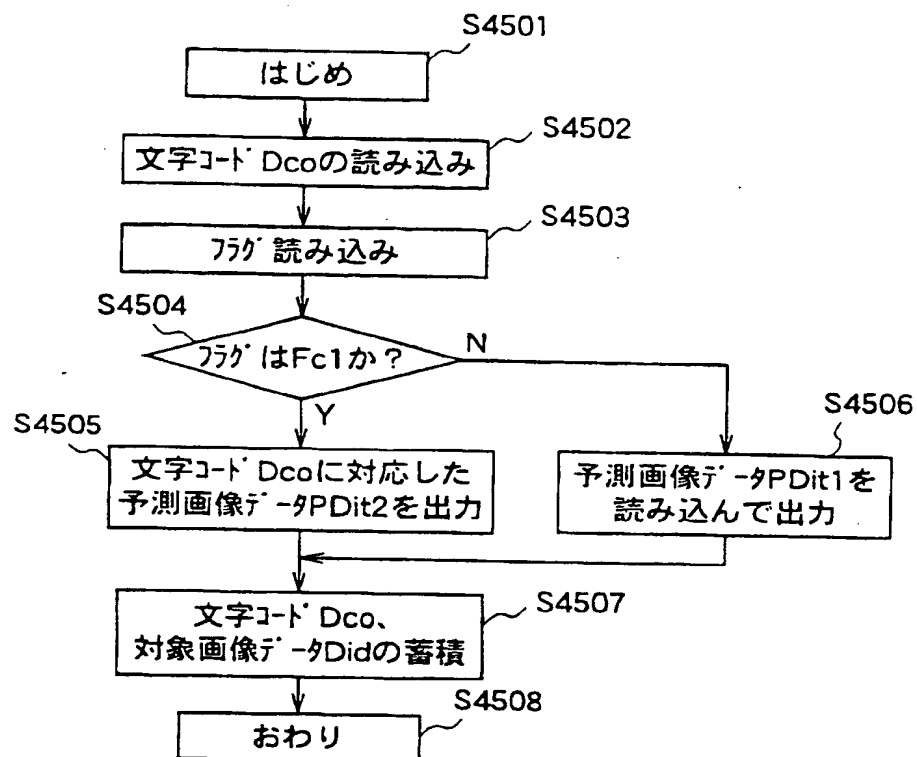 S4501
はじめ
S4502
文字ｺｰﾄﾞDcoの読み込み
S4503
ﾌﾗｸﾞ読み込み
S4504
ﾌﾗｸﾞはFc1か？
N
Y
S4505
文字ｺｰﾄﾞDcoに対応した
予測画像ﾃﾞｰﾀPDit2を出力
S4506
予測画像ﾃﾞｰﾀPDit1を
読み込んで出力
S4507
文字ｺｰﾄﾞDco、
対象画像ﾃﾞｰﾀDidの蓄積
S4508
おわり